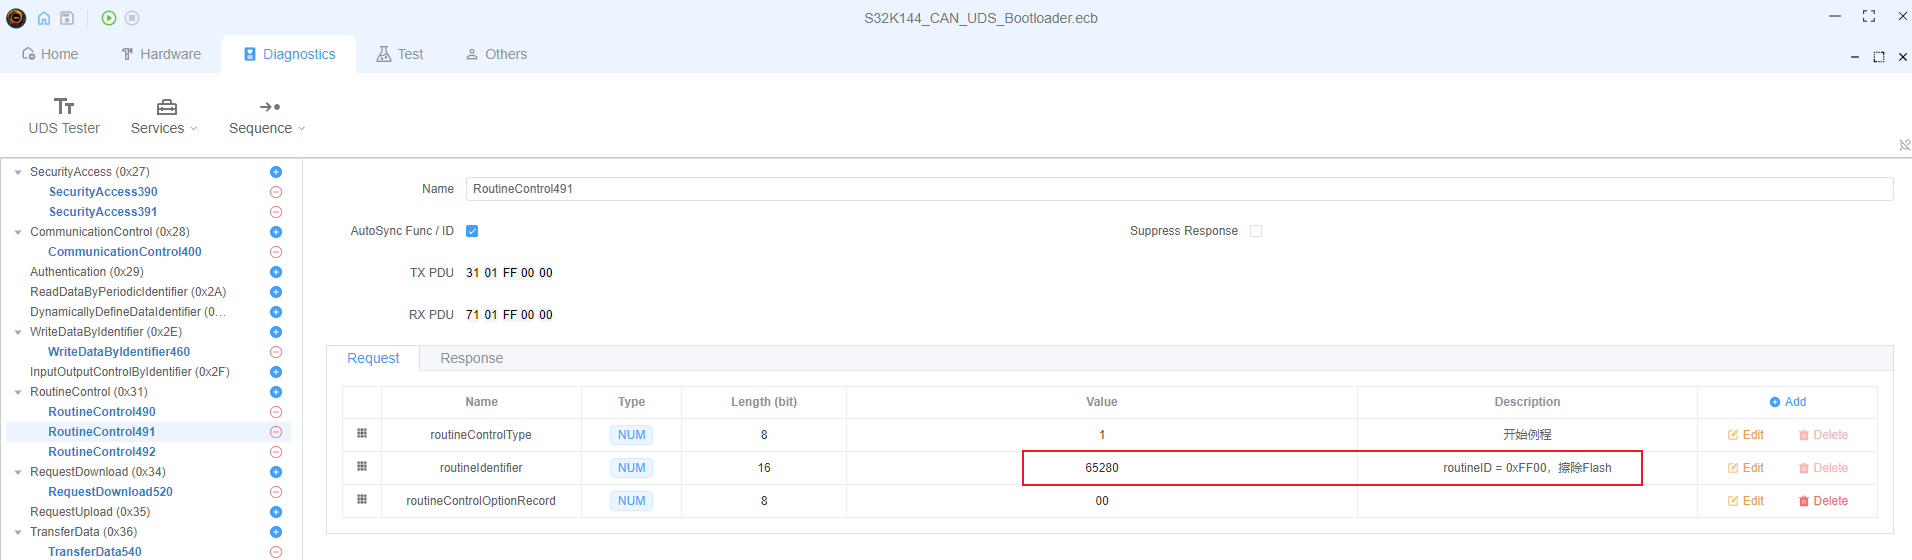 S32K144_CAN_UDS_Bootloader.ecb
Home Hardware Diagnostics Test Others
UDS Tester Services Sequence
SecurityAccess (0x27)
SecurityAccess390
SecurityAccess391
CommunicationControl (0x28)
CommunicationControl400
Authentication (0x29)
ReadDataByPeriodicIdentifier (0x2A)
DynamicallyDefineDataIdentifier (0...
WriteDataByIdentifier (0x2E)
WriteDataByIdentifier460
InputOutputControlByIdentifier (0x2F)
RoutineControl (0x31)
RoutineControl490
RoutineControl491
RoutineControl492
RequestDownload (0x34)
RequestDownload520
RequestUpload (0x35)
TransferData (0x36)
TransferData540
Name RoutineControl491
AutoSync Func / ID Suppress Response
TX PDU 31 01 FF 00 00
RX PDU 71 01 FF 00 00
Request Response
Name Type Length (bit) Value Description Add
routineControlType NUM 8 1 开始例程 Edit Delete
routineIdentifier NUM 16 65280 routineID = 0xFF00，擦除Flash Edit Delete
routineControlOptionRecord NUM 8 00 Edit Delete